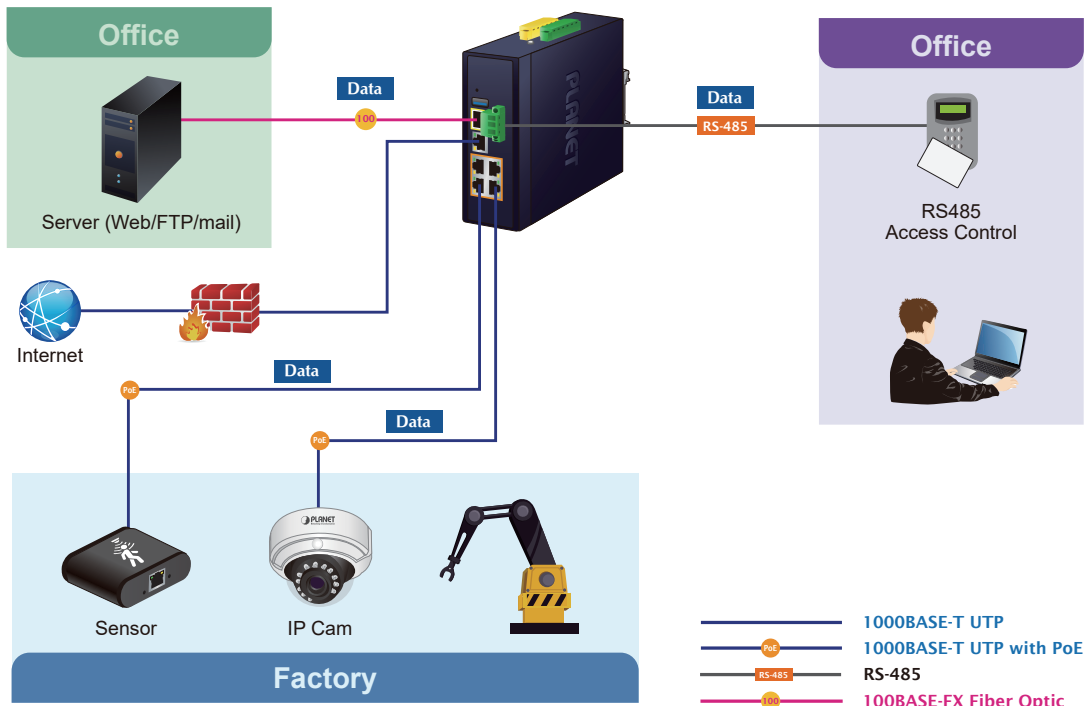 Office
Data
100
Server (Web/FTP/mail)
PLANET
Data
RS-485
Office
RS485
Access Control
Internet
Data
PoE
Data
PoE
PLANET
Sensor
IP Cam
Factory
1000BASE-T UTP
PoE
1000BASE-T UTP with PoE
RS-485
RS-485
100
100BASE-FX Fiber Optic